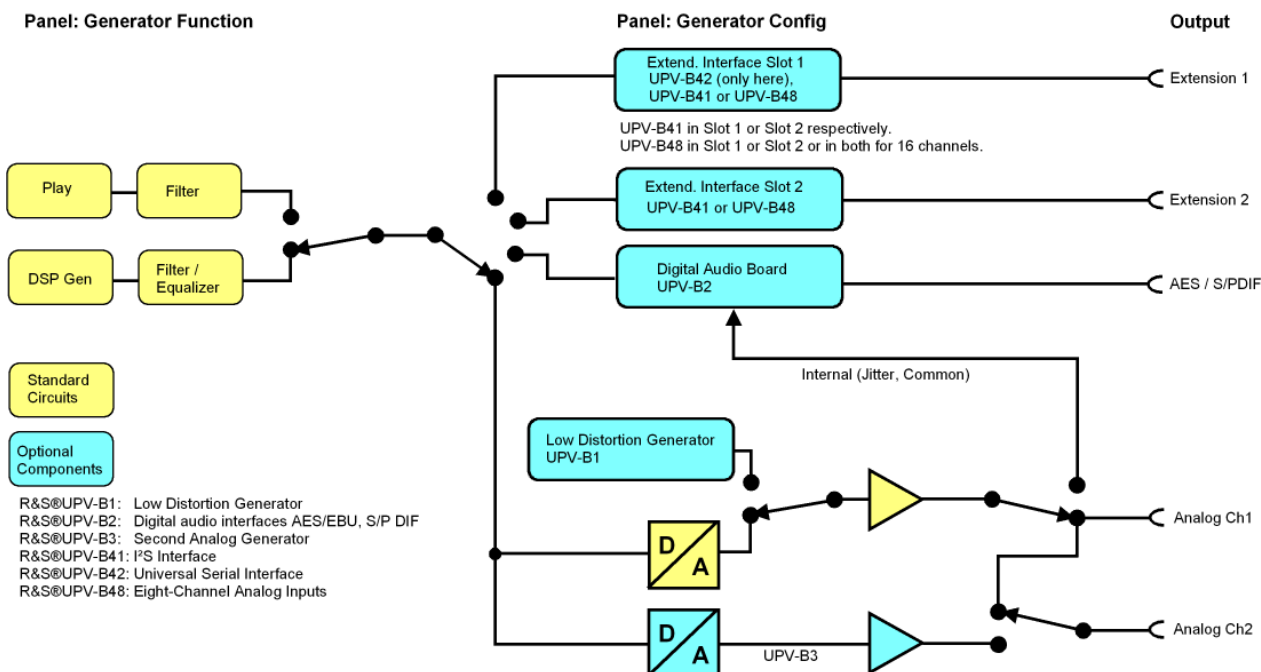 Panel: Generator Function
Panel: Generator Config
Output
Extend. Interface Slot 1
UPV-B42 (only here),
UPV-B41 or UPV-B48
Extension 1
UPV-B41 in Slot 1 or Slot 2 respectively.
UPV-B48 in Slot 1 or Slot 2 or in both for 16 channels.
Play
Filter
Extend. Interface Slot 2
UPV-B41 or UPV-B48
Extension 2
DSP Gen
Filter /
Equalizer
Digital Audio Board
UPV-B2
AES / S/PDIF
Internal (Jitter, Common)
Standard
Circuits
Optional
Components
R&S®UPV-B1: Low Distortion Generator
R&S®UPV-B2: Digital audio interfaces AES/EBU, S/P DIF
R&S®UPV-B3: Second Analog Generator
R&S®UPV-B41: I²S Interface
R&S®UPV-B42: Universal Serial Interface
R&S®UPV-B48: Eight-Channel Analog Inputs
Low Distortion Generator
UPV-B1
D
A
Analog Ch1
D
A
UPV-B3
Analog Ch2